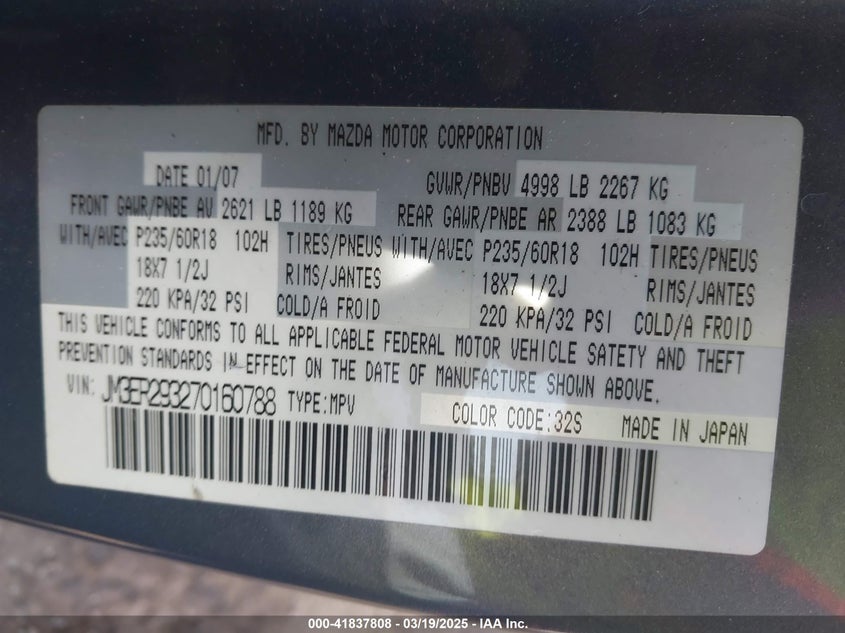 MFD. BY MAZDA MOTOR CORPORATION
DATE 01/07 GVWR/PNBV 4998 LB 2267 KG
FRONT GAWR/PNBE AV 2621 LB 1189 KG REAR GAWR/PNBE AR 2388 LB 1083 KG
WITH/AVEC P235/60R18 102H TIRES/PNEUS WITH/AVEC P235/60R18 102H TIRES/PNEUS
18X7 1/2J RIMS/JANTES 18X7 1/2J RIMS/JANTES
220 KPA/32 PSI COLD/A FROID 220 KPA/32 PSI COLD/A FROID
THIS VEHICLE CONFORMS TO ALL APPLICABLE FEDERAL MOTOR VEHICLE SAFETY AND THEFT
PREVENTION STANDARDS IN EFFECT ON THE DATE OF MANUFACTURE SHOWN ABOVE.
VIN: JM3ER293270160788 TYPE:MPV COLOR CODE:32S MADE IN JAPAN
000-41837808 - 03/19/2025 - IAA Inc.